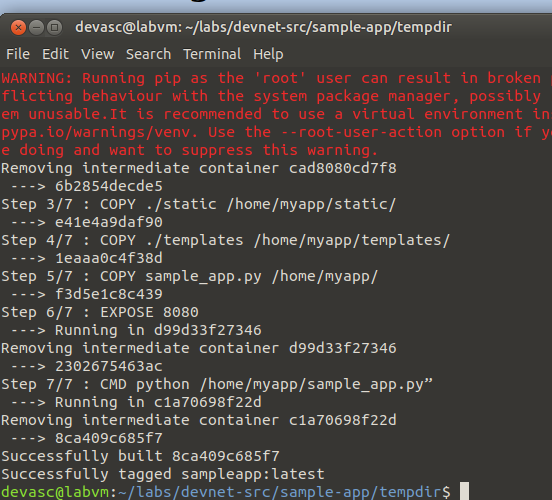 devasc@labvm: ~/labs/devnet-src/sample-app/tempdir
File Edit View Search Terminal Help
WARNING: Running pip as the 'root' user can result in broken
flicting behaviour with the system package manager, possibly
em unusable.It is recommended to use a virtual environment in
pypa.io/warnings/venv. Use the --root-user-action option if y
e doing and want to suppress this warning.
Removing intermediate container cad8080cd7f8
 ---> 6b2854decde5
Step 3/7 : COPY ./static /home/myapp/static/
 ---> e41e4a9daf90
Step 4/7 : COPY ./templates /home/myapp/templates/
 ---> 1eaaa0c4f38d
Step 5/7 : COPY sample_app.py /home/myapp/
 ---> f3d5e1c8c439
Step 6/7 : EXPOSE 8080
 ---> Running in d99d33f27346
Removing intermediate container d99d33f27346
 ---> 2302675463ac
Step 7/7 : CMD python /home/myapp/sample_app.py”
 ---> Running in c1a70698f22d
Removing intermediate container c1a70698f22d
 ---> 8ca409c685f7
Successfully built 8ca409c685f7
Successfully tagged sampleapp:latest
devasc@labvm:~/labs/devnet-src/sample-app/tempdir$